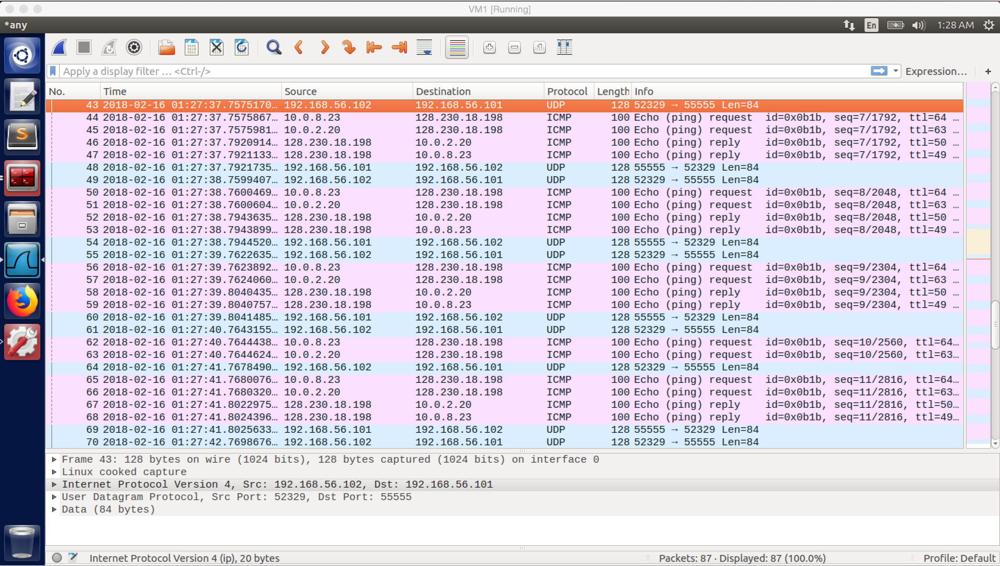 VM1 [Running]
*any
En
1:28 AM
Apply a display filter … <Ctrl-/>
Expression…
+
No. Time Source Destination Protocol Length Info
43 2018-02-16 01:27:37.7575170… 192.168.56.102 192.168.56.101 UDP 128 52329 → 55555 Len=84
44 2018-02-16 01:27:37.7575867… 10.0.8.23 128.230.18.198 ICMP 100 Echo (ping) request id=0x0b1b, seq=7/1792, ttl=64 …
45 2018-02-16 01:27:37.7575981… 10.0.2.20 128.230.18.198 ICMP 100 Echo (ping) request id=0x0b1b, seq=7/1792, ttl=63 …
46 2018-02-16 01:27:37.7920914… 128.230.18.198 10.0.2.20 ICMP 100 Echo (ping) reply id=0x0b1b, seq=7/1792, ttl=50 …
47 2018-02-16 01:27:37.7921133… 128.230.18.198 10.0.8.23 ICMP 100 Echo (ping) reply id=0x0b1b, seq=7/1792, ttl=49 …
48 2018-02-16 01:27:37.7921735… 192.168.56.101 192.168.56.102 UDP 128 55555 → 52329 Len=84
49 2018-02-16 01:27:38.7599407… 192.168.56.102 192.168.56.101 UDP 128 52329 → 55555 Len=84
50 2018-02-16 01:27:38.7600469… 10.0.8.23 128.230.18.198 ICMP 100 Echo (ping) request id=0x0b1b, seq=8/2048, ttl=64 …
51 2018-02-16 01:27:38.7600604… 10.0.2.20 128.230.18.198 ICMP 100 Echo (ping) request id=0x0b1b, seq=8/2048, ttl=63 …
52 2018-02-16 01:27:38.7943635… 128.230.18.198 10.0.2.20 ICMP 100 Echo (ping) reply id=0x0b1b, seq=8/2048, ttl=50 …
53 2018-02-16 01:27:38.7943899… 128.230.18.198 10.0.8.23 ICMP 100 Echo (ping) reply id=0x0b1b, seq=8/2048, ttl=49 …
54 2018-02-16 01:27:38.7944520… 192.168.56.101 192.168.56.102 UDP 128 55555 → 52329 Len=84
55 2018-02-16 01:27:39.7622635… 192.168.56.102 192.168.56.101 UDP 128 52329 → 55555 Len=84
56 2018-02-16 01:27:39.7623892… 10.0.8.23 128.230.18.198 ICMP 100 Echo (ping) request id=0x0b1b, seq=9/2304, ttl=64 …
57 2018-02-16 01:27:39.7624060… 10.0.2.20 128.230.18.198 ICMP 100 Echo (ping) request id=0x0b1b, seq=9/2304, ttl=63 …
58 2018-02-16 01:27:39.8040435… 128.230.18.198 10.0.2.20 ICMP 100 Echo (ping) reply id=0x0b1b, seq=9/2304, ttl=50 …
59 2018-02-16 01:27:39.8040757… 128.230.18.198 10.0.8.23 ICMP 100 Echo (ping) reply id=0x0b1b, seq=9/2304, ttl=49 …
60 2018-02-16 01:27:39.8041485… 192.168.56.101 192.168.56.102 UDP 128 55555 → 52329 Len=84
61 2018-02-16 01:27:40.7643155… 192.168.56.102 192.168.56.101 UDP 128 52329 → 55555 Len=84
62 2018-02-16 01:27:40.7644438… 10.0.8.23 128.230.18.198 ICMP 100 Echo (ping) request id=0x0b1b, seq=10/2560, ttl=64…
63 2018-02-16 01:27:40.7644624… 10.0.2.20 128.230.18.198 ICMP 100 Echo (ping) request id=0x0b1b, seq=10/2560, ttl=63…
64 2018-02-16 01:27:41.7678490… 192.168.56.102 192.168.56.101 UDP 128 52329 → 55555 Len=84
65 2018-02-16 01:27:41.7680076… 10.0.8.23 128.230.18.198 ICMP 100 Echo (ping) request id=0x0b1b, seq=11/2816, ttl=64…
66 2018-02-16 01:27:41.7680320… 10.0.2.20 128.230.18.198 ICMP 100 Echo (ping) request id=0x0b1b, seq=11/2816, ttl=63…
67 2018-02-16 01:27:41.8022975… 128.230.18.198 10.0.2.20 ICMP 100 Echo (ping) reply id=0x0b1b, seq=11/2816, ttl=50…
68 2018-02-16 01:27:41.8024396… 128.230.18.198 10.0.8.23 ICMP 100 Echo (ping) reply id=0x0b1b, seq=11/2816, ttl=49…
69 2018-02-16 01:27:41.8025633… 192.168.56.101 192.168.56.102 UDP 128 55555 → 52329 Len=84
70 2018-02-16 01:27:42.7698676… 192.168.56.102 192.168.56.101 UDP 128 52329 → 55555 Len=84
Frame 43: 128 bytes on wire (1024 bits), 128 bytes captured (1024 bits) on interface 0
Linux cooked capture
Internet Protocol Version 4, Src: 192.168.56.102, Dst: 192.168.56.101
User Datagram Protocol, Src Port: 52329, Dst Port: 55555
Data (84 bytes)
Internet Protocol Version 4 (ip), 20 bytes
Packets: 87 · Displayed: 87 (100.0%)
Profile: Default